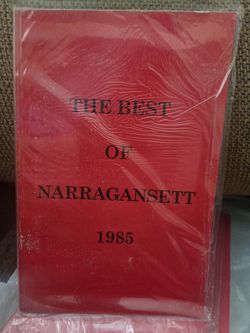 THE BEST
OF
NARRAGANSETT
1985